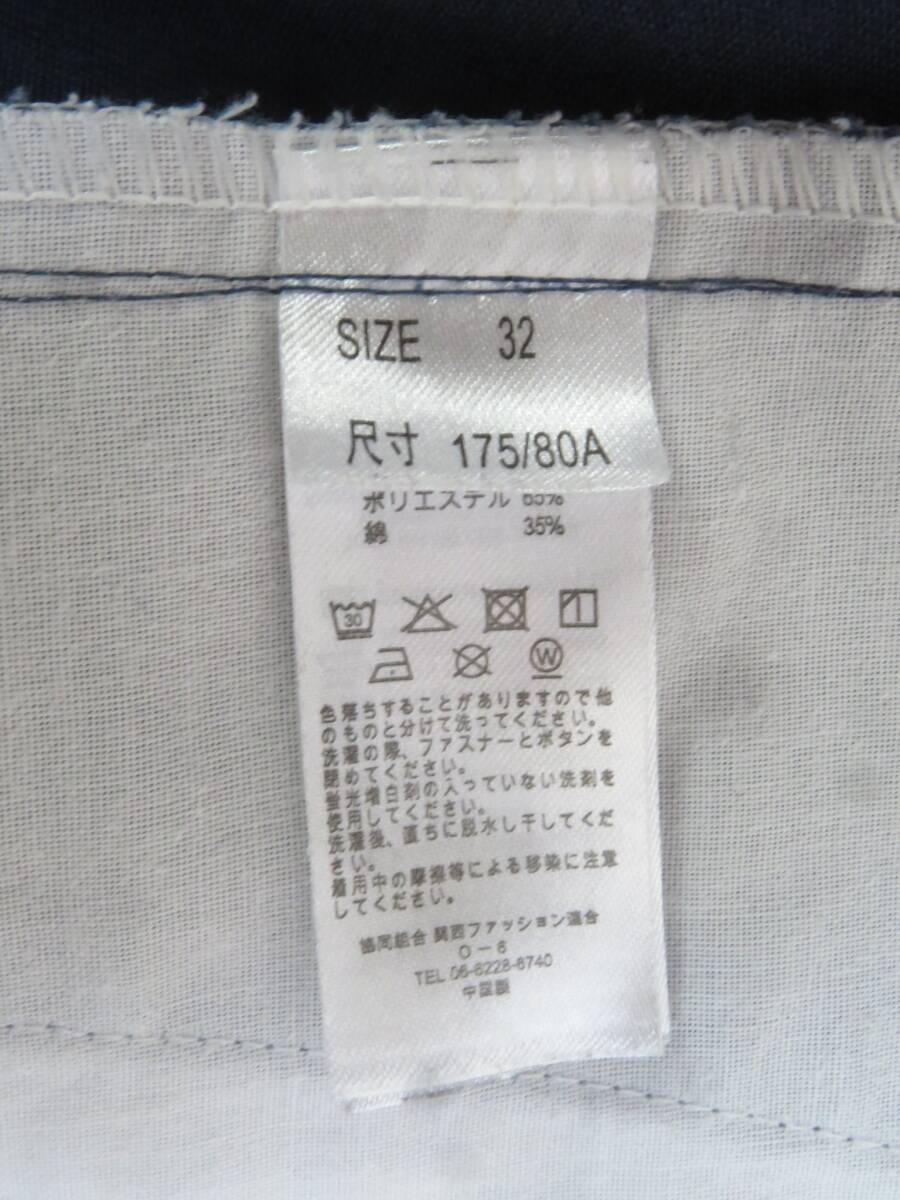 SIZE 32
尺寸 175/80A
ポリエステル 65%
綿 35%
30
W
色落ちすることがありますので他
のものと分けて洗ってください。
洗濯の際、ファスナーとボタンを
閉めてください。
蛍光増白剤の入っていない洗剤を
使用してください。
洗濯後、直ちに脱水し干してくだ
さい。
着用中の摩擦等による移染に注意
してください。
協同組合 関西ファッション連合
O-6
TEL 06-6228-6740
中国製